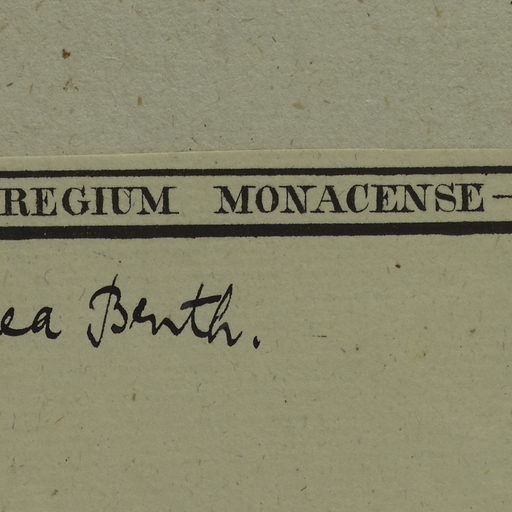 REGIUM MONACENSE —
ea Benth.